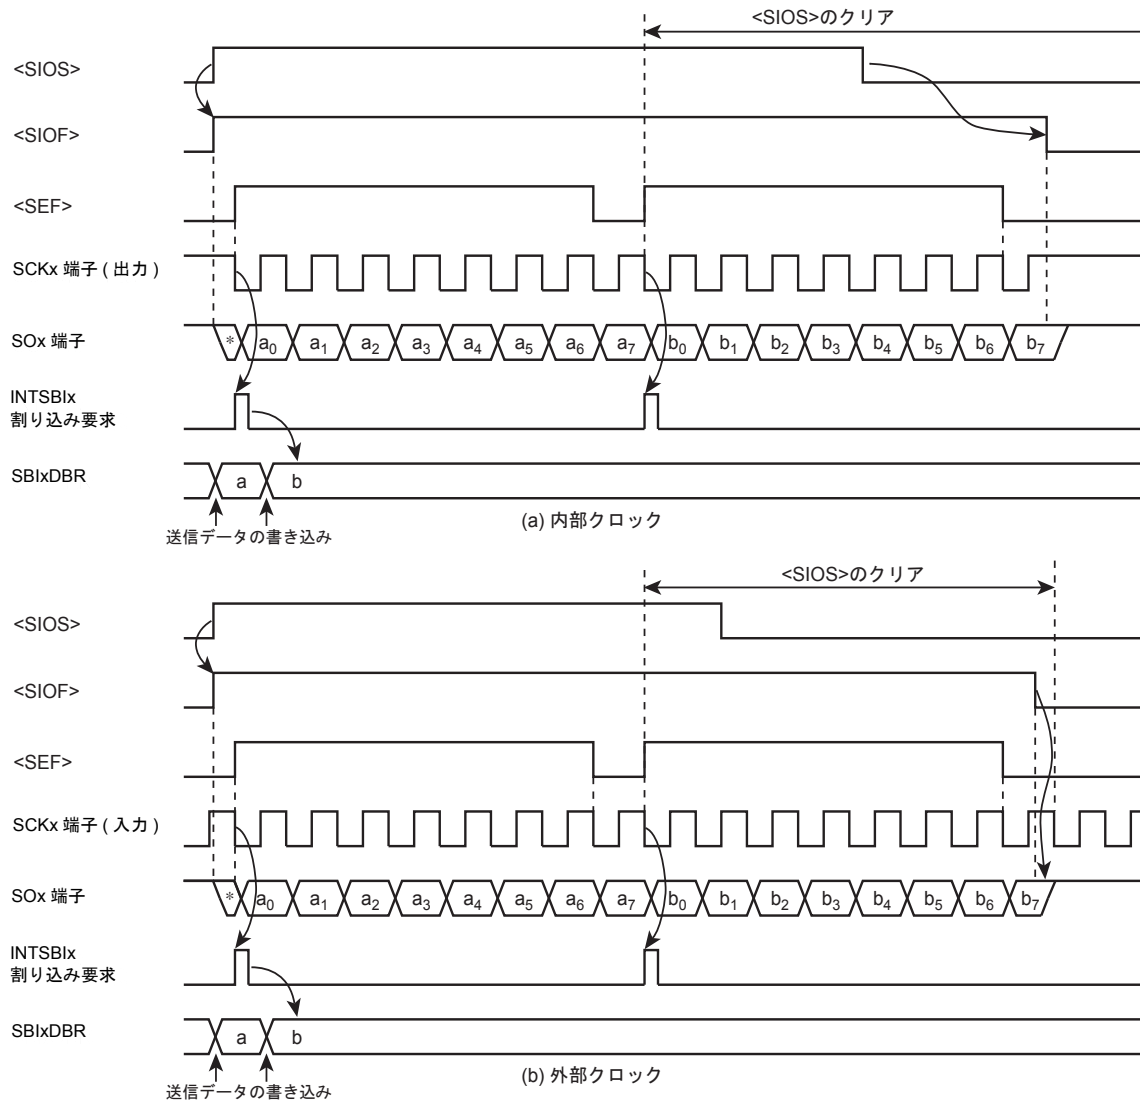 <SIOS>のクリア
<SIOS>
<SIOF>
<SEF>
SCKx 端子 ( 出力 )
SOx 端子
* a0 a1 a2 a3 a4 a5 a6 a7 b0 b1 b2 b3 b4 b5 b6 b7
INTSBIx
割り込み要求
SBIxDBR
a b
送信データの書き込み
(a) 内部クロック
<SIOS>のクリア
<SIOS>
<SIOF>
<SEF>
SCKx 端子 ( 入力 )
SOx 端子
* a0 a1 a2 a3 a4 a5 a6 a7 b0 b1 b2 b3 b4 b5 b6 b7
INTSBIx
割り込み要求
SBIxDBR
a b
送信データの書き込み
(b) 外部クロック